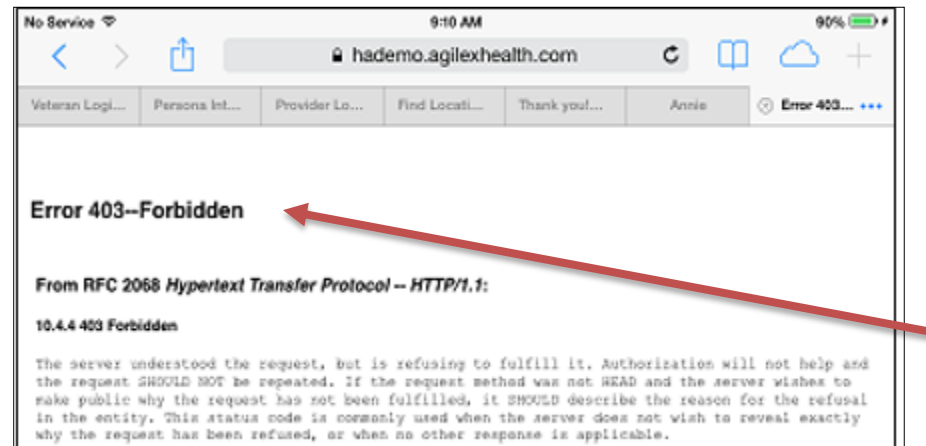 No Service 9:10 AM 90%
hademo.agilexhealth.com
Veteran Logi... Persona Int... Provider Lo... Find Locati... Thank you!... Annie Error 403...
Error 403--Forbidden
From RFC 2068 Hypertext Transfer Protocol -- HTTP/1.1:
10.4.4 403 Forbidden
The server understood the request, but is refusing to fulfill it. Authorization will not help and
the request SHOULD NOT be repeated. If the request method was not HEAD and the server wishes to
make public why the request has not been fulfilled, it SHOULD describe the reason for the refusal
in the entity. This status code is commonly used when the server does not wish to reveal exactly
why the request has been refused, or when no other response is applicable.